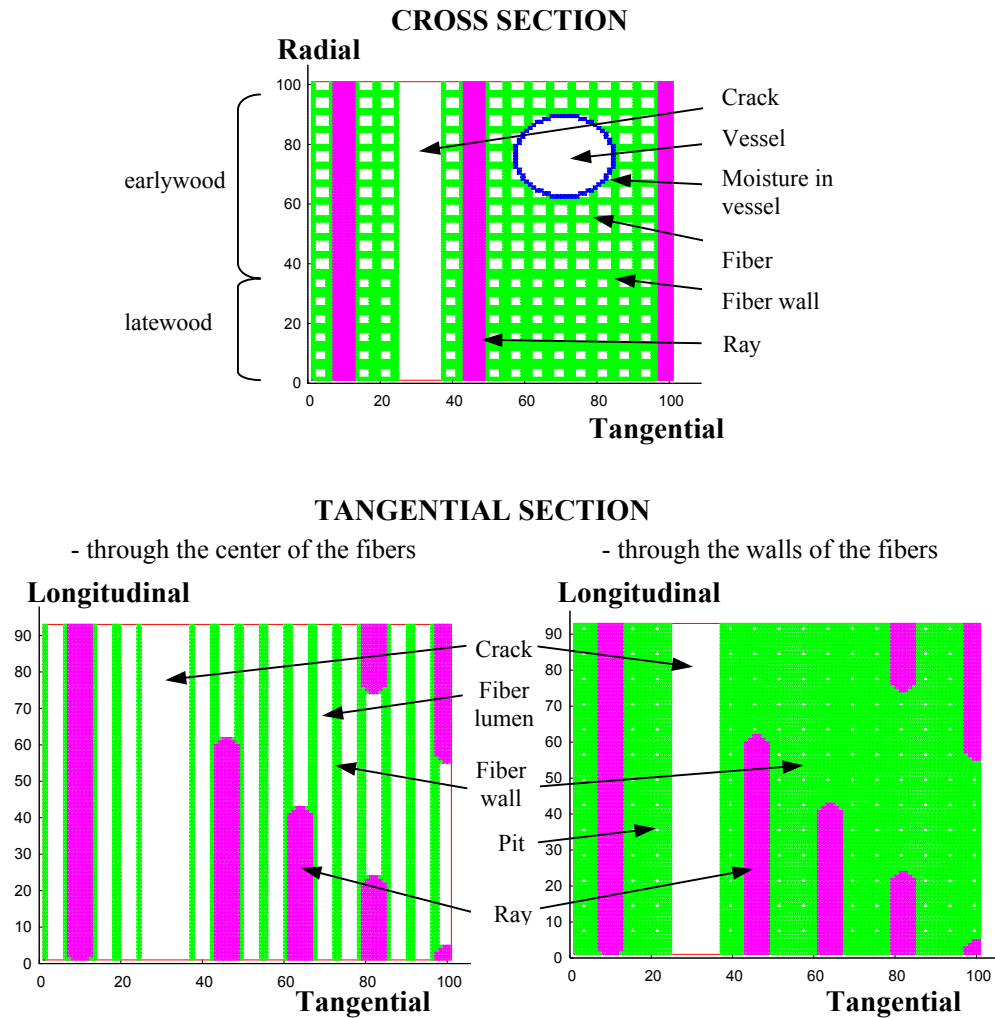 CROSS SECTION
Radial
100
80
60
40
20
0
0 20 40 60 80 100
Tangential
earlywood
latewood
Crack
Vessel
Moisture in
vessel
Fiber
Fiber wall
Ray
TANGENTIAL SECTION
- through the center of the fibers
- through the walls of the fibers
Longitudinal
90
80
70
60
50
40
30
20
10
0
0 20 40 60 80 100
Tangential
Crack
Fiber
lumen
Fiber
wall
Pit
Ray
Longitudinal
90
80
70
60
50
40
30
20
10
0
0 20 40 60 80 100
Tangential